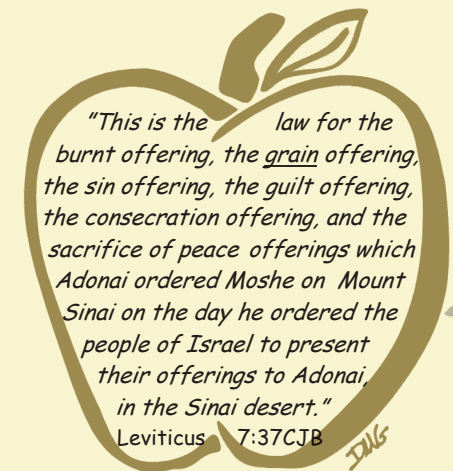 "This is the law for the
burnt offering, the grain offering,
the sin offering, the guilt offering,
the consecration offering, and the
sacrifice of peace offerings which
Adonai ordered Moshe on Mount
Sinai on the day he ordered the
people of Israel to present
their offerings to Adonai,
in the Sinai desert."
Leviticus 7:37CJB